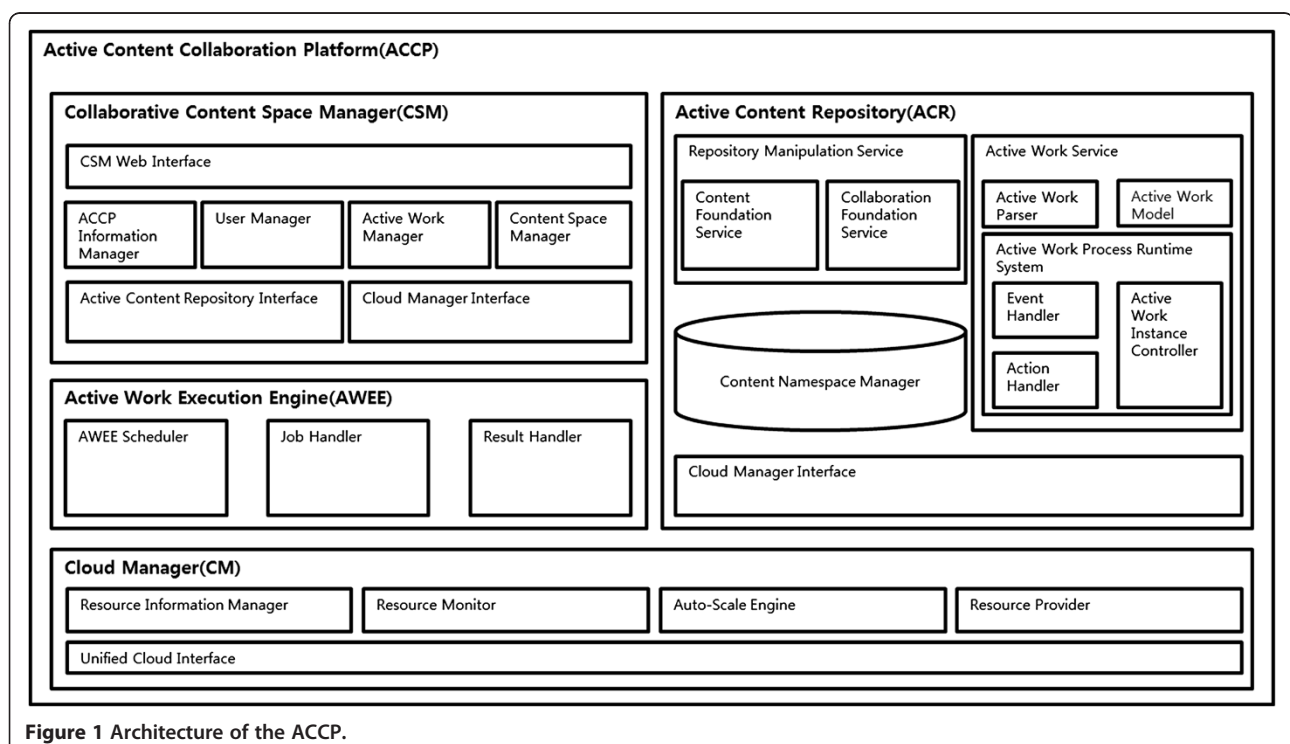 Active Content Collaboration Platform(ACCP)
Collaborative Content Space Manager(CSM)
CSM Web Interface
ACCP
Information
Manager
User Manager
Active Work
Manager
Content Space
Manager
Active Content Repository Interface
Cloud Manager Interface
Active Work Execution Engine(AWEE)
AWEE Scheduler
Job Handler
Result Handler
Active Content Repository(ACR)
Repository Manipulation Service
Content
Foundation
Service
Collaboration
Foundation
Service
Active Work Service
Active Work
Parser
Active Work
Model
Active Work Process Runtime
System
Event
Handler
Action
Handler
Active
Work
Instance
Controller
Content Namespace Manager
Cloud Manager Interface
Cloud Manager(CM)
Resource Information Manager
Resource Monitor
Auto-Scale Engine
Resource Provider
Unified Cloud Interface
Figure 1 Architecture of the ACCP.